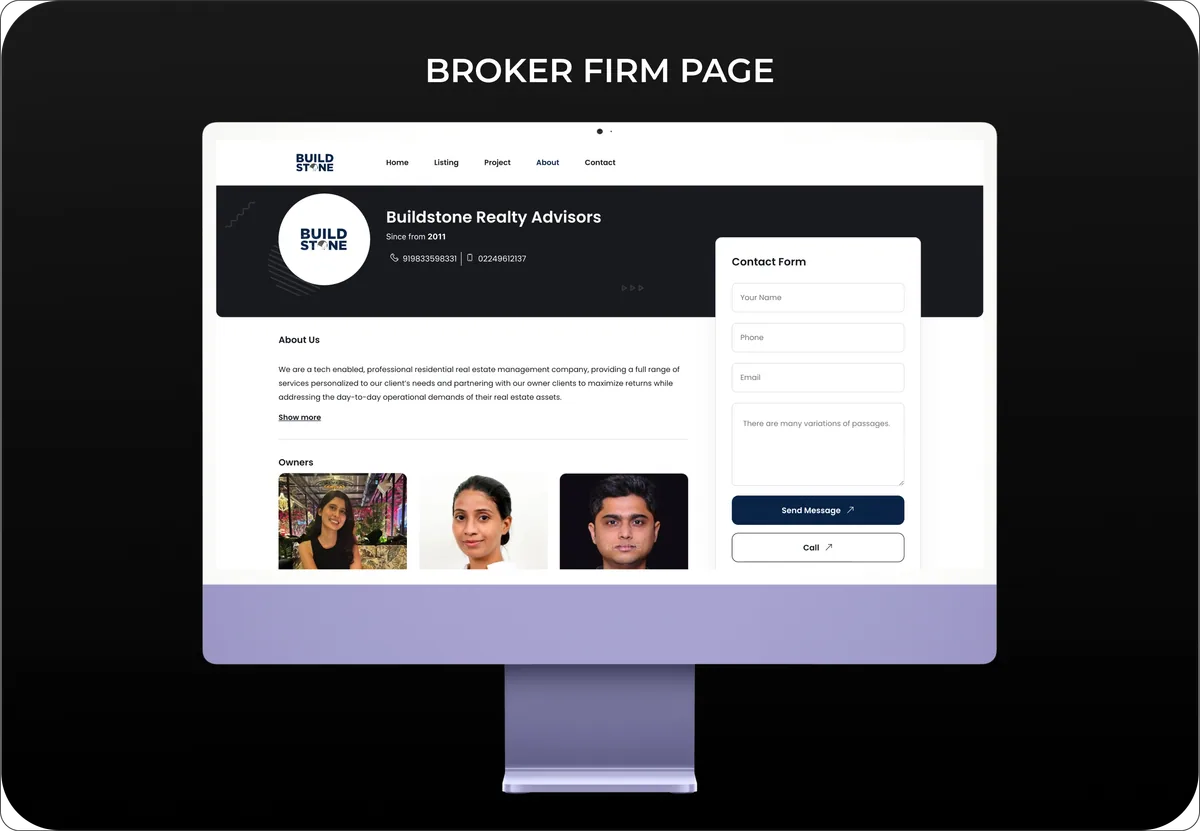 BROKER FIRM PAGE
BUILD
STONE
Home Listing Project About Contact
BUILD
STONE
Buildstone Realty Advisors
Since from 2011
919833598331 02249612137
Contact Form
Your Name
Phone
Email
There are many variations of passages.
Send Message
Call
About Us
We are a tech enabled, professional residential real estate management company, providing a full range of
services personalized to our client's needs and partnering with our owner clients to maximize returns while
addressing the day-to-day operational demands of their real estate assets.
Show more
Owners